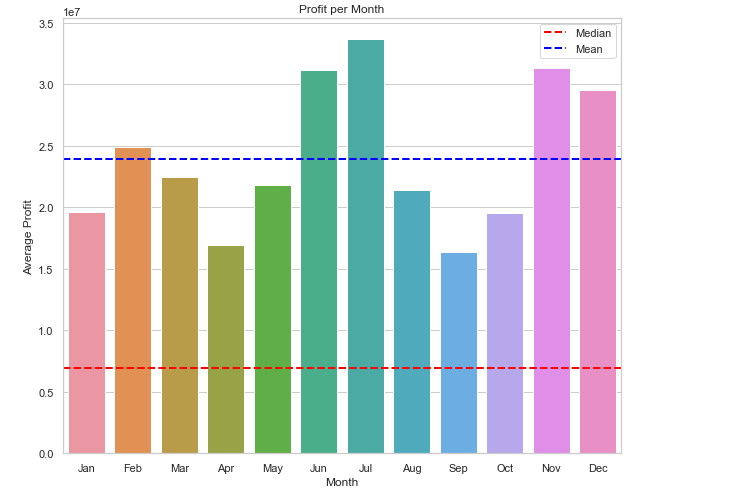 Profit per Month
1e7
3.5
3.0
2.5
2.0
1.5
1.0
0.5
0.0
Average Profit
Median
Mean
Jan Feb Mar Apr May Jun Jul Aug Sep Oct Nov Dec
Month